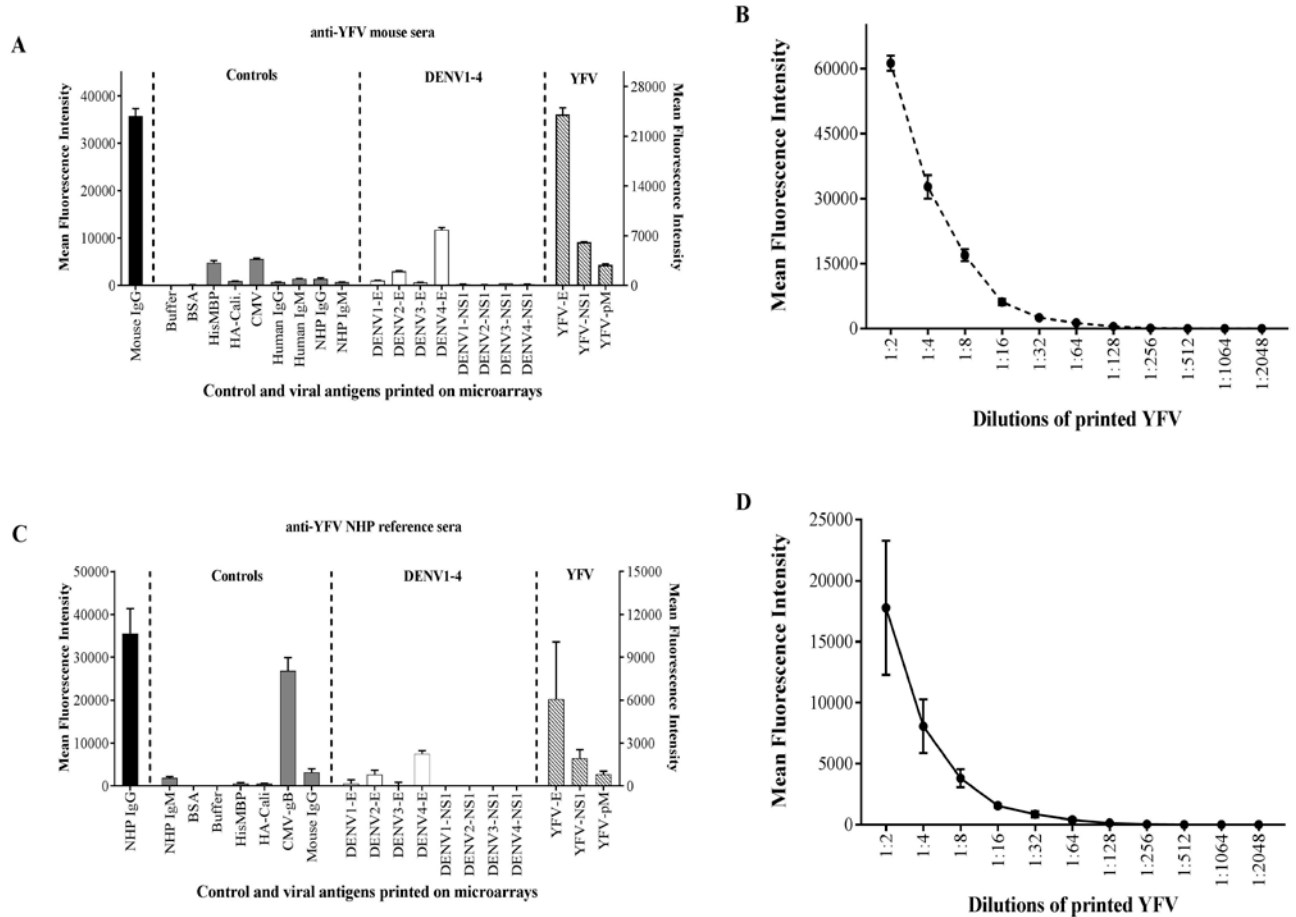 A
anti-YFV mouse sera
Mean Fluorescence Intensity
40000
30000
20000
10000
0
Controls
DENV1-4
YFV
28000
21000
14000
7000
0
Mean Fluorescence Intensity
Mouse IgG
Buffer
BSA
HisMBP
HA-Cali.
CMV
Human IgG
Human IgM
NHP IgG
NHP IgM
DENV1-E
DENV2-E
DENV3-E
DENV4-E
DENV1-NS1
DENV2-NS1
DENV3-NS1
DENV4-NS1
YFV-E
YFV-NS1
YFV-pM
Control and viral antigens printed on microarrays
B
Mean Fluorescence Intensity
60000
45000
30000
15000
0
1:2
1:4
1:8
1:16
1:32
1:64
1:128
1:256
1:512
1:1064
1:2048
Dilutions of printed YFV
C
anti-YFV NHP reference sera
Mean Fluorescence Intensity
50000
40000
30000
20000
10000
0
Controls
DENV1-4
YFV
15000
12000
9000
6000
3000
0
Mean Fluorescence Intensity
NHP IgG
NHP IgM
BSA
Buffer
HisMBP
HA-Cali
CMV-gB
Mouse IgG
DENV1-E
DENV2-E
DENV3-E
DENV4-E
DENV1-NS1
DENV2-NS1
DENV3-NS1
DENV4-NS1
YFV-E
YFV-NS1
YFV-pM
Control and viral antigens printed on microarrays
D
Mean Fluorescence Intensity
25000
20000
15000
10000
5000
0
1:2
1:4
1:8
1:16
1:32
1:64
1:128
1:256
1:512
1:1064
1:2048
Dilutions of printed YFV